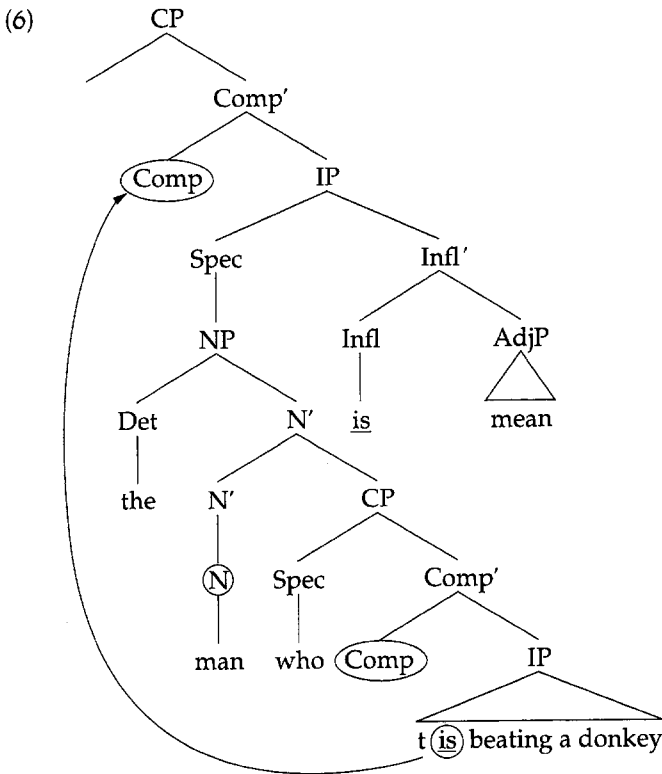 (6)
CP
Comp'
Comp IP
Spec Infl'
NP Infl AdjP
Det N' is mean
the N' CP
N Spec Comp'
man who Comp IP
t is beating a donkey